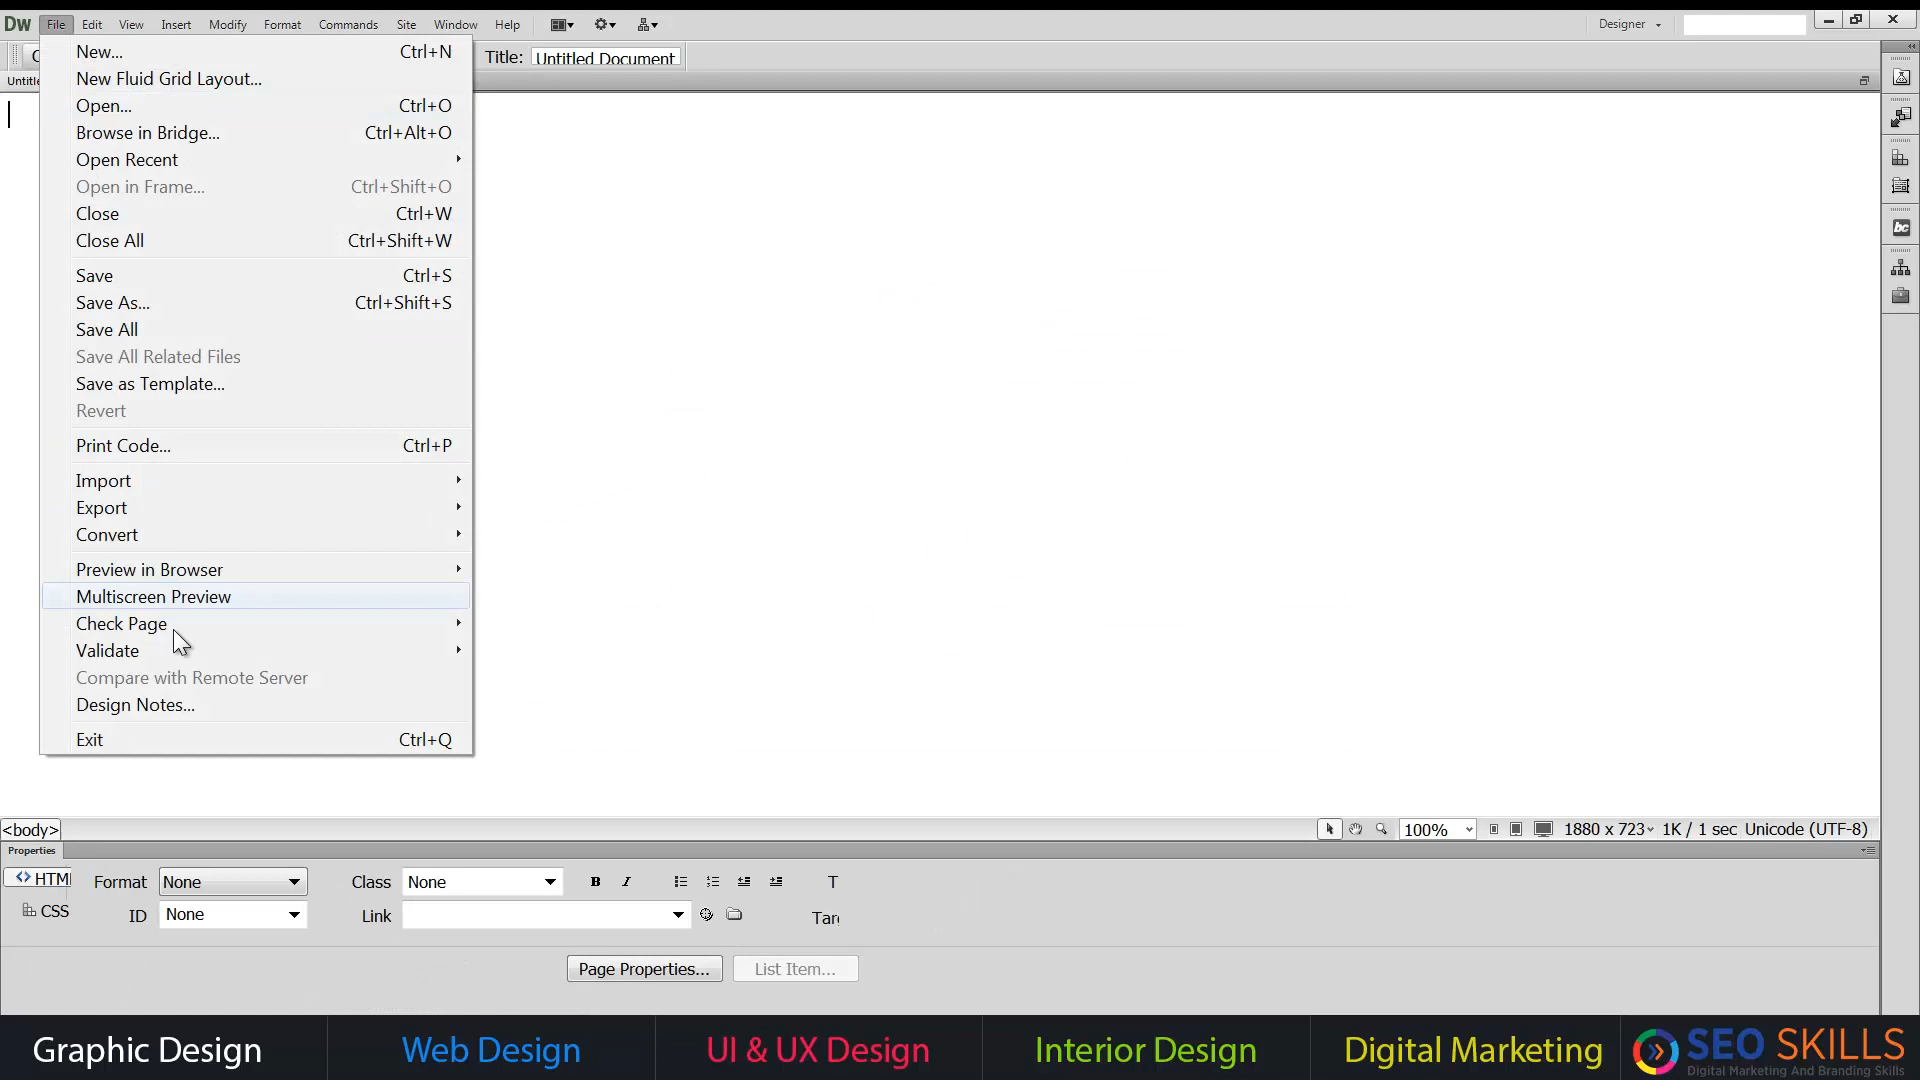 Dw File Edit View Insert Modify Format Commands Site Window Help Designer
Title: Untitled Document
New... Ctrl+N
New Fluid Grid Layout...
Open... Ctrl+O
Browse in Bridge... Ctrl+Alt+O
Open Recent
Open in Frame... Ctrl+Shift+O
Close Ctrl+W
Close All Ctrl+Shift+W
Save Ctrl+S
Save As... Ctrl+Shift+S
Save All
Save All Related Files
Save as Template...
Revert
Print Code... Ctrl+P
Import
Export
Convert
Preview in Browser
Multiscreen Preview
Check Page
Validate
Compare with Remote Server
Design Notes...
Exit Ctrl+Q
bc
<body> 100% 1880 x 723 1K / 1 sec Unicode (UTF-8)
Properties
HTML Format None Class None B I T
CSS ID None Link Tar
Page Properties... List Item...
Graphic Design Web Design UI & UX Design Interior Design Digital Marketing SEO SKILLS
Digital Marketing And Branding Skills